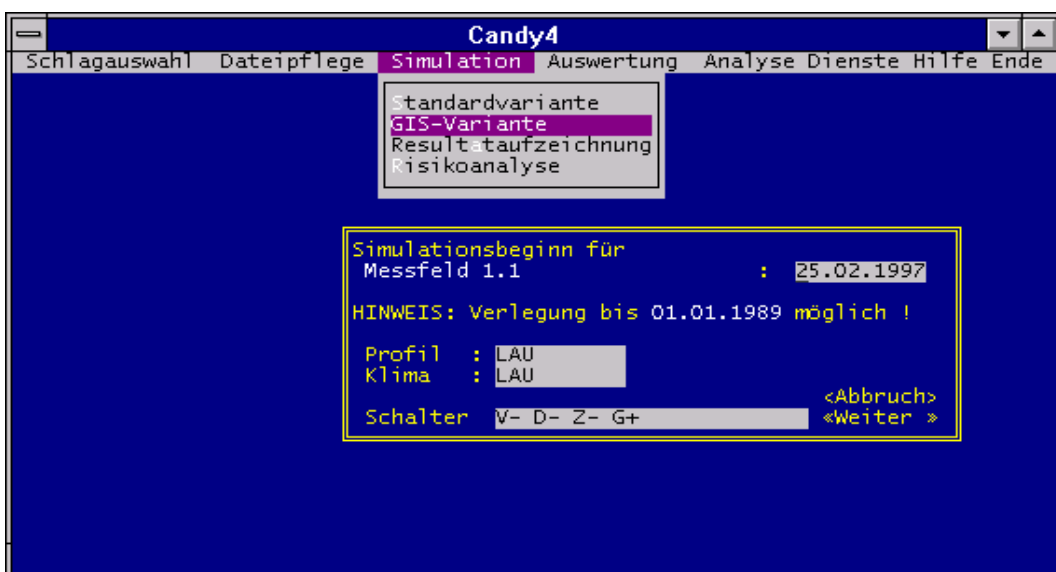 Candy4
Schlagauswahl Dateipflege Simulation Auswertung Analyse Dienste Hilfe Ende
Standardvariante
GIS-Variante
Resultataufzeichnung
Risikoanalyse
Simulationsbeginn für
Messfeld 1.1 : 25.02.1997
HINWEIS: Verlegung bis 01.01.1989 möglich !
Profil : LAU
Klima : LAU
<Abbruch>
Schalter V- D- Z- G+ «Weiter »